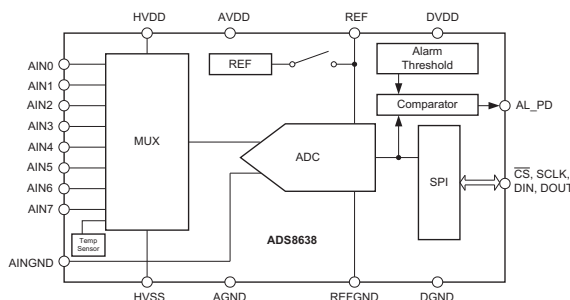 HVDD AVDD REF DVDD
AIN0
AIN1
AIN2
AIN3
AIN4
AIN5
AIN6
AIN7
Temp
Sensor
AINGND
MUX
REF
ADC
ADS8638
Alarm
Threshold
Comparator
AL_PD
SPI
CS, SCLK,
DIN, DOUT
HVSS AGND REFGND DGND